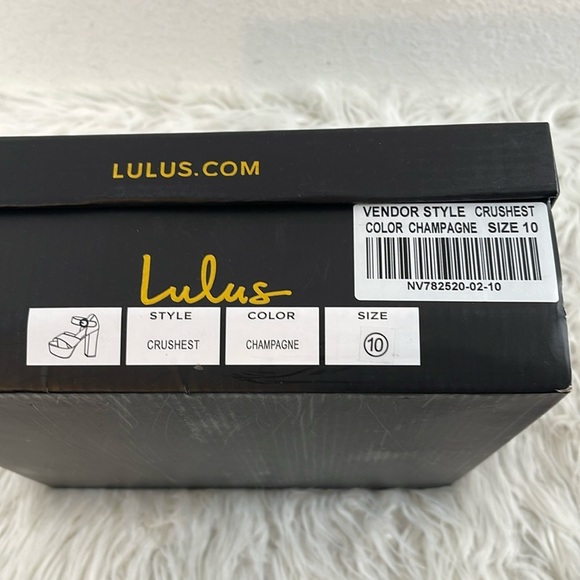 LULUS.COM
VENDOR STYLE CRUSHEST
COLOR CHAMPAGNE SIZE 10
NV782520-02-10
Lulus
STYLE COLOR SIZE
CRUSHEST CHAMPAGNE 10